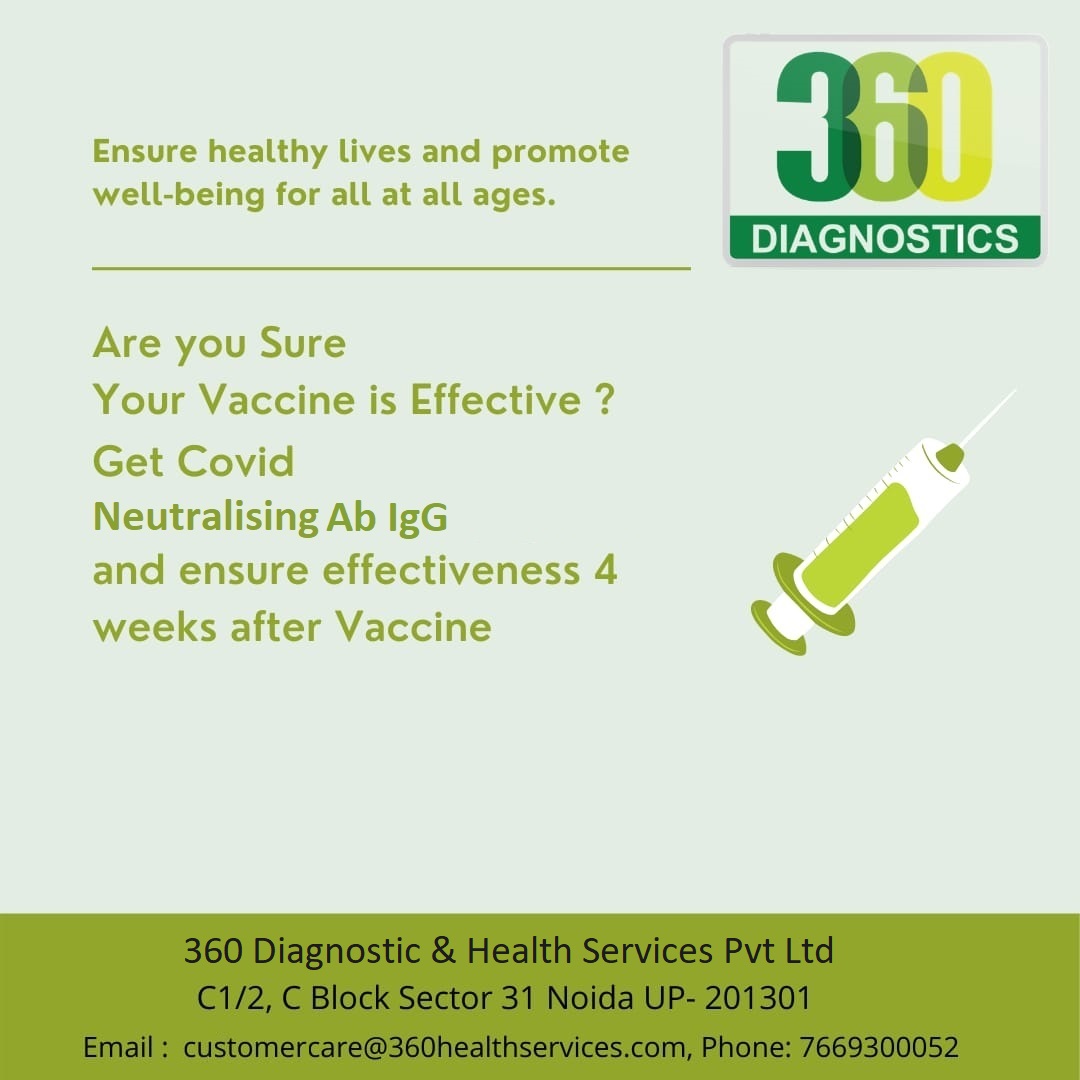 360
DIAGNOSTICS
Ensure healthy lives and promote
well-being for all at all ages.
Are you Sure
Your Vaccine is Effective ?
Get Covid
Neutralising Ab IgG
and ensure effectiveness 4
weeks after Vaccine
360 Diagnostic & Health Services Pvt Ltd
C1/2, C Block Sector 31 Noida UP- 201301
Email : customercare@360healthservices.com, Phone: 7669300052